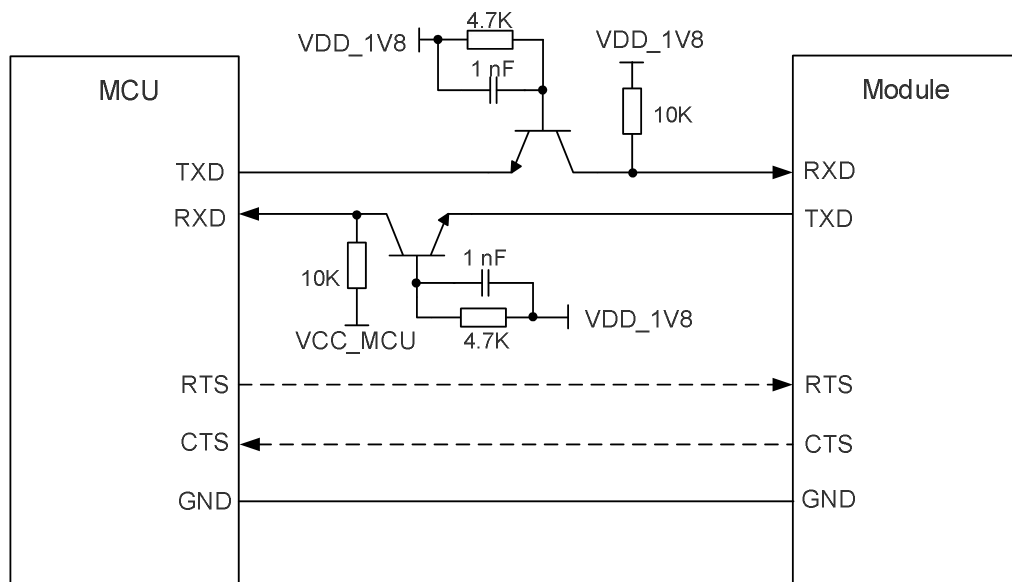 4.7K
VDD_1V8
VDD_1V8
1 nF
MCU
Module
10K
TXD
RXD
RXD
TXD
1 nF
10K
VDD_1V8
VCC_MCU
4.7K
RTS
RTS
CTS
CTS
GND
GND